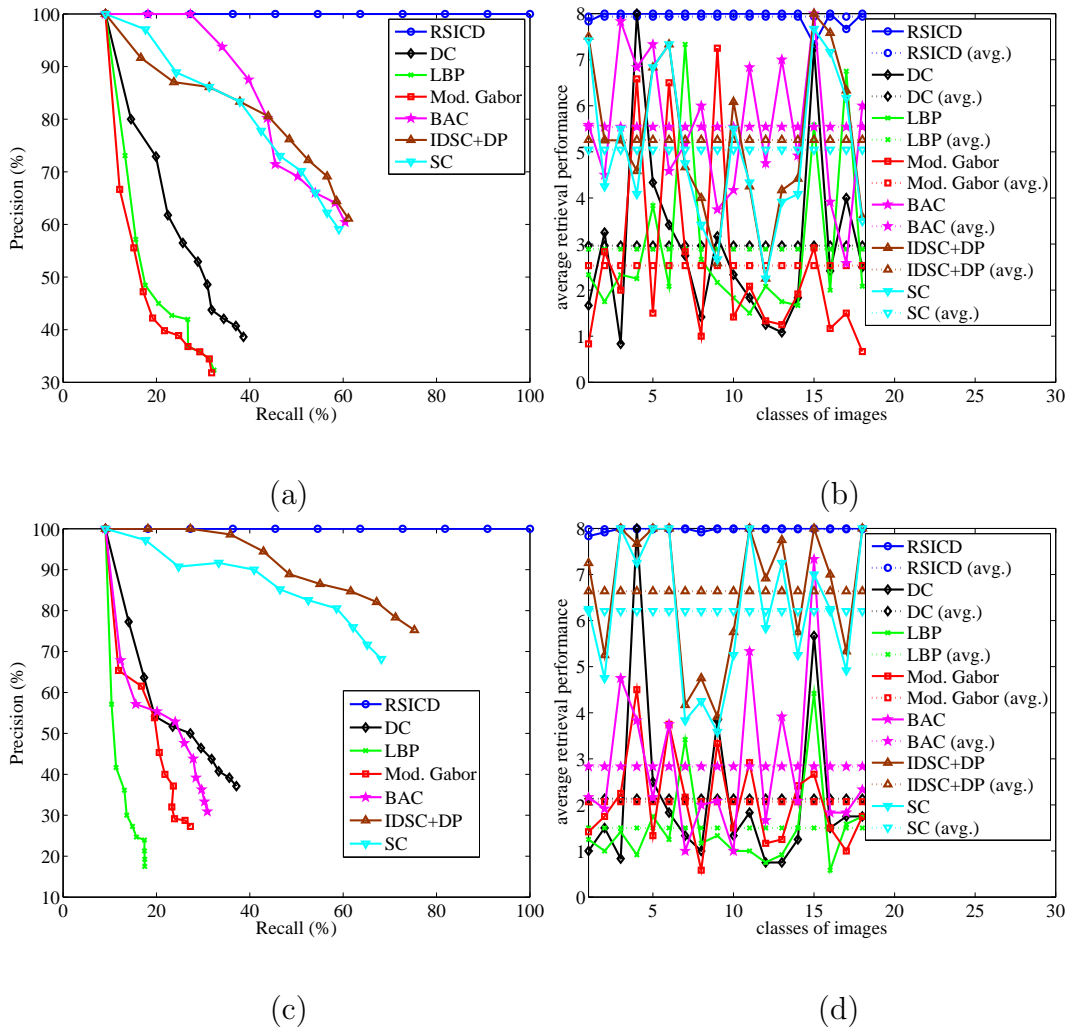 100
90
80
70
60
50
40
30
0 20 40 60 80 100
Precision (%)
Recall (%)
RSICD
DC
LBP
Mod. Gabor
BAC
IDSC+DP
SC
(a)
8
7
6
5
4
3
2
1
0
5 10 15 20 25 30
average retrieval performance
classes of images
RSICD
RSICD (avg.)
DC
DC (avg.)
LBP
LBP (avg.)
Mod. Gabor
Mod. Gabor (avg.)
BAC
BAC (avg.)
IDSC+DP
IDSC+DP (avg.)
SC
SC (avg.)
(b)
100
90
80
70
60
50
40
30
20
10
0 20 40 60 80 100
Precision (%)
Recall (%)
RSICD
DC
LBP
Mod. Gabor
BAC
IDSC+DP
SC
(c)
8
7
6
5
4
3
2
1
0
5 10 15 20 25 30
average retrieval performance
classes of images
RSICD
RSICD (avg.)
DC
DC (avg.)
LBP
LBP (avg.)
Mod. Gabor
Mod. Gabor (avg.)
BAC
BAC (avg.)
IDSC+DP
IDSC+DP (avg.)
SC
SC (avg.)
(d)